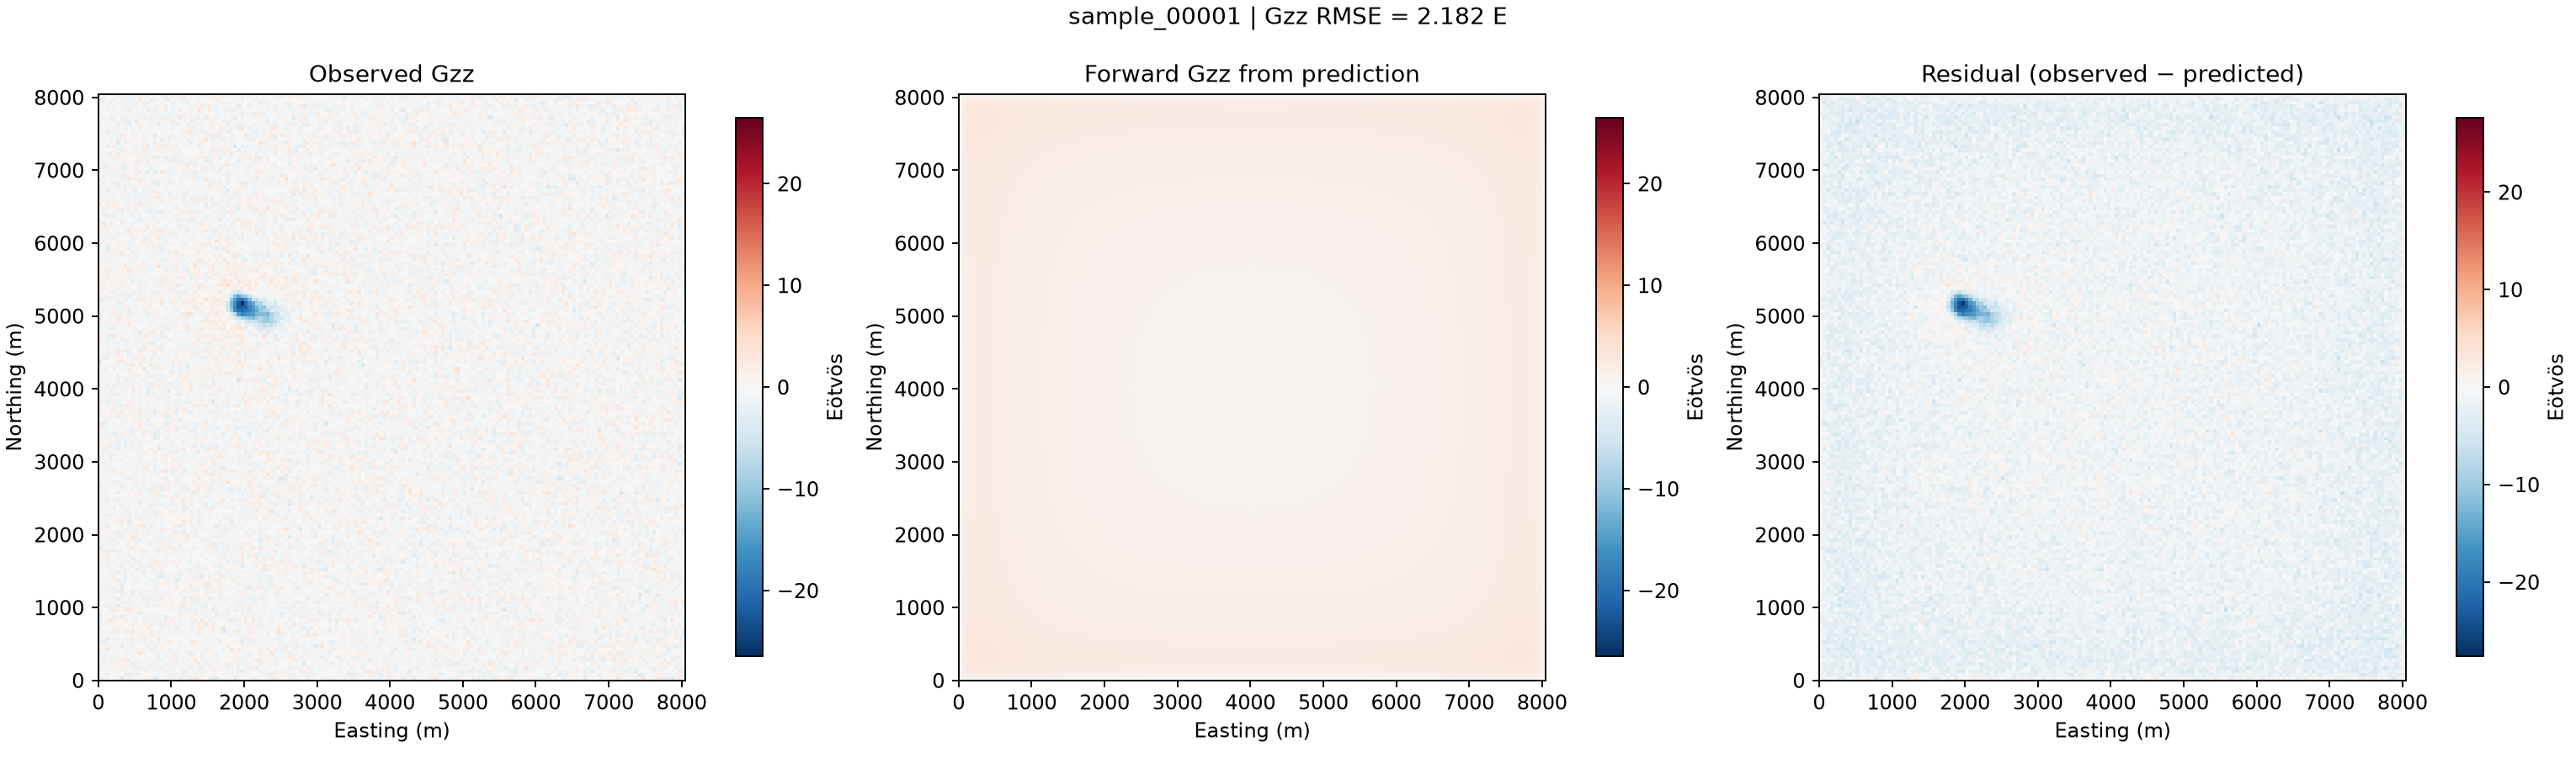 sample_00001 | Gzz RMSE = 2.182 E
Observed Gzz
8000
7000
6000
5000
4000
3000
2000
1000
0
Northing (m)
0 1000 2000 3000 4000 5000 6000 7000 8000
Easting (m)
20
10
0
−10
−20
Eötvös
Forward Gzz from prediction
8000
7000
6000
5000
4000
3000
2000
1000
0
Northing (m)
0 1000 2000 3000 4000 5000 6000 7000 8000
Easting (m)
20
10
0
−10
−20
Eötvös
Residual (observed − predicted)
8000
7000
6000
5000
4000
3000
2000
1000
0
Northing (m)
0 1000 2000 3000 4000 5000 6000 7000 8000
Easting (m)
20
10
0
−10
−20
Eötvös